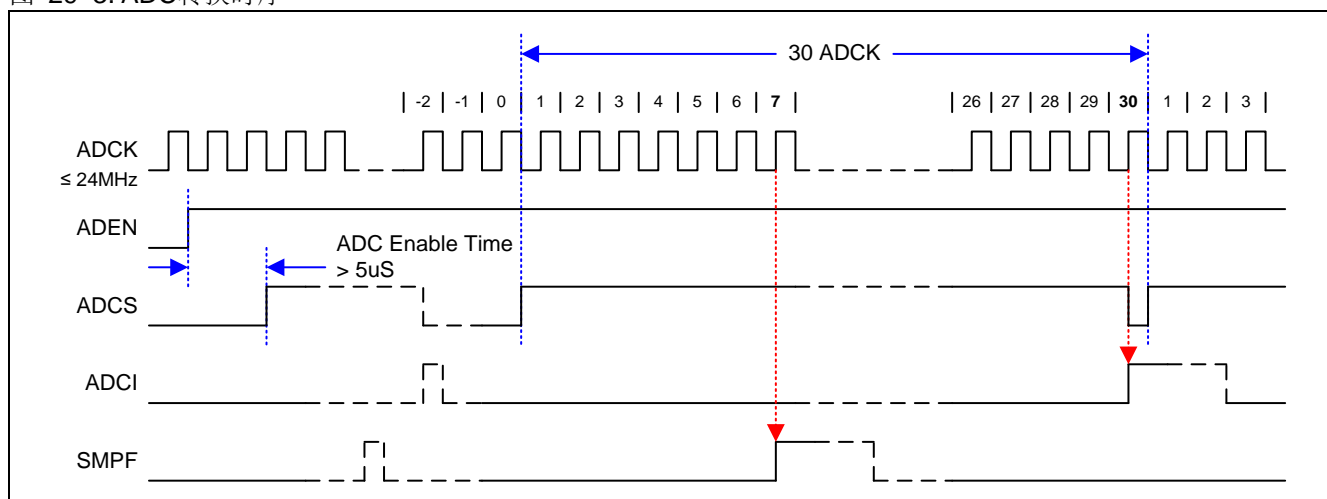 30 ADCK
| -2 | -1 | 0 | 1 | 2 | 3 | 4 | 5 | 6 | 7 | | 26 | 27 | 28 | 29 | 30 | 1 | 2 | 3 |
ADCK
≤ 24MHz
ADEN
ADC Enable Time
> 5uS
ADCS
ADCI
SMPF